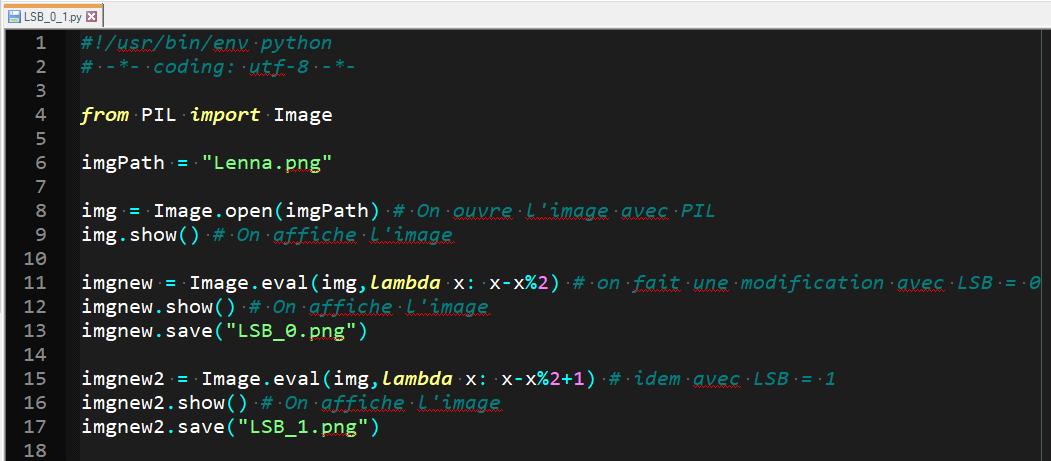 LSB_0_1.py
1 #!/usr/bin/env python
2 # -*- coding: utf-8 -*-
3
4 from PIL import Image
5
6 imgPath = "Lenna.png"
7
8 img = Image.open(imgPath) # On ouvre l'image avec PIL
9 img.show() # On affiche l'image
10
11 imgnew = Image.eval(img,lambda x: x-x%2) # on fait une modification avec LSB = 0
12 imgnew.show() # On affiche l'image
13 imgnew.save("LSB_0.png")
14
15 imgnew2 = Image.eval(img,lambda x: x-x%2+1) # idem avec LSB = 1
16 imgnew2.show() # On affiche l'image
17 imgnew2.save("LSB_1.png")
18